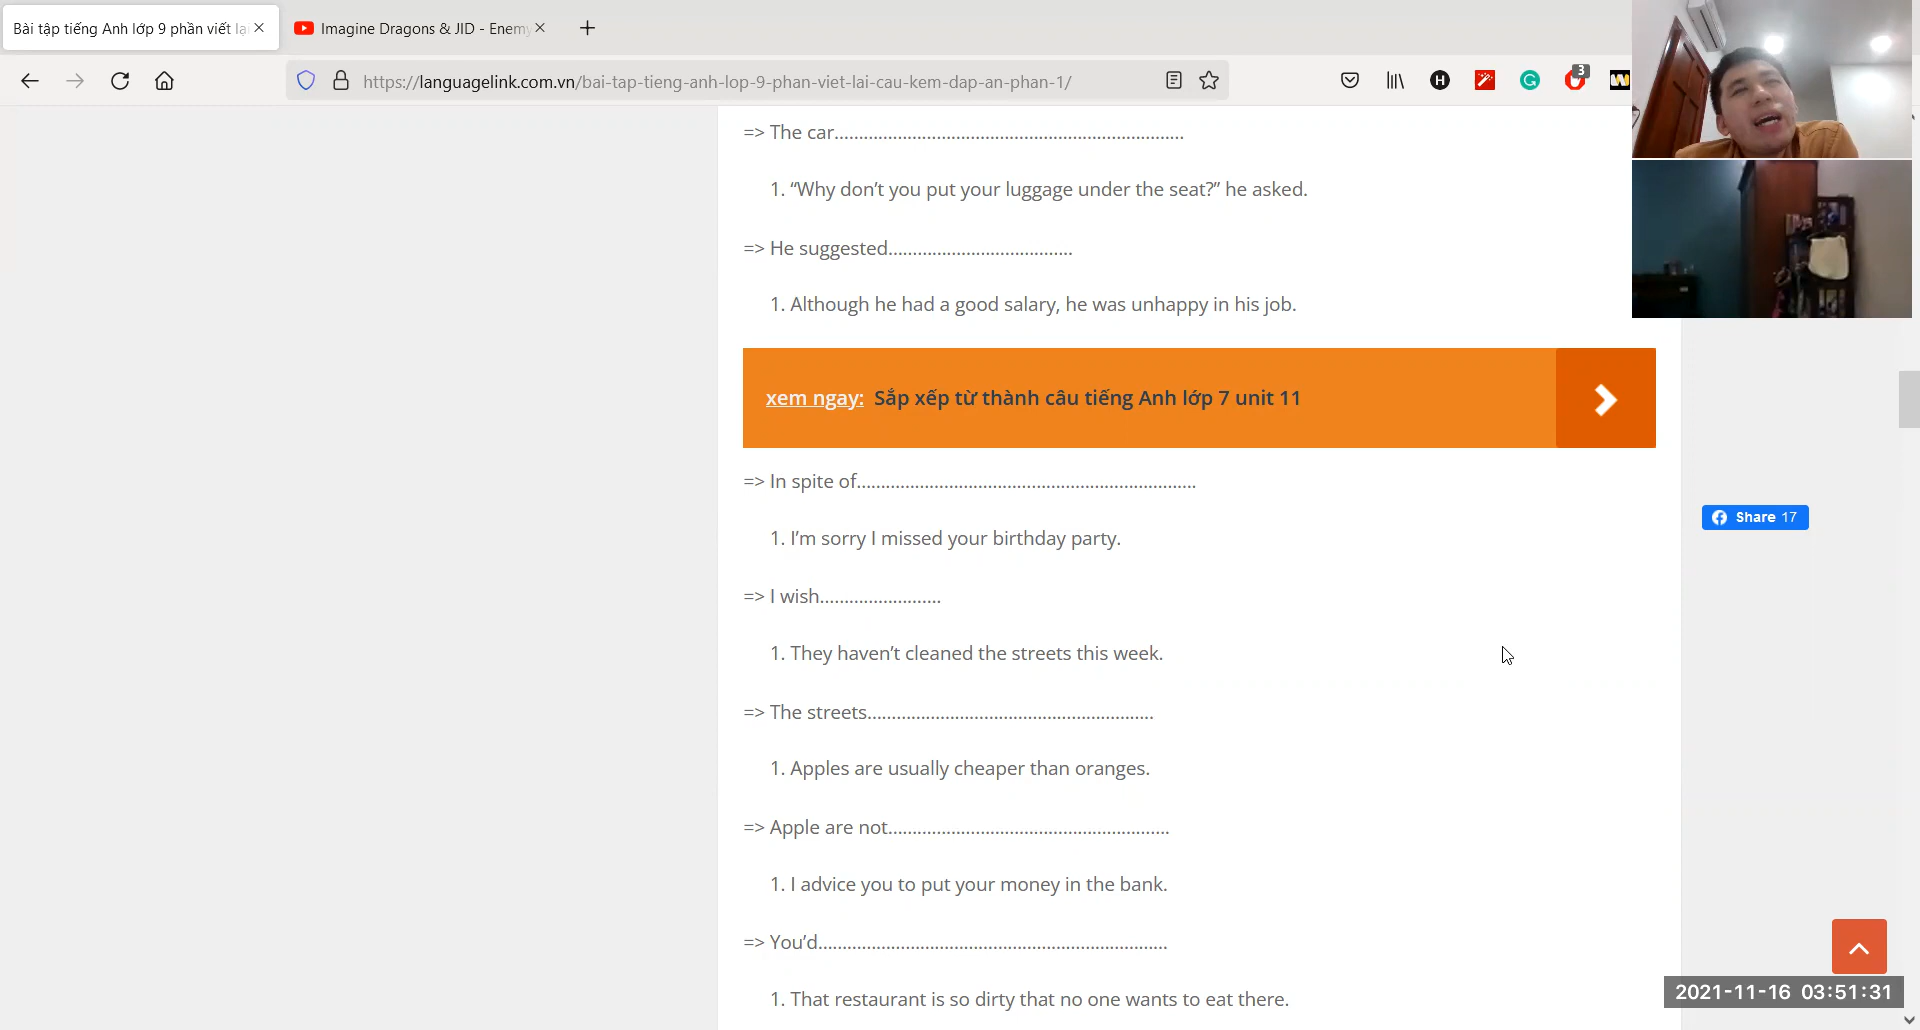 Bài tập tiếng Anh lớp 9 phần viết lại
Imagine Dragons & JID - Enemy
https://languagelink.com.vn/bai-tap-tieng-anh-lop-9-phan-viet-lai-cau-kem-dap-an-phan-1/
3
=> The car........................................................................
1. “Why don’t you put your luggage under the seat?” he asked.
=> He suggested......................................
1. Although he had a good salary, he was unhappy in his job.
xem ngay: Sắp xếp từ thành câu tiếng Anh lớp 7 unit 11
=> In spite of......................................................................
1. I’m sorry I missed your birthday party.
Share 17
=> I wish.........................
1. They haven’t cleaned the streets this week.
=> The streets...........................................................
1. Apples are usually cheaper than oranges.
=> Apple are not..........................................................
1. I advice you to put your money in the bank.
=> You’d........................................................................
1. That restaurant is so dirty that no one wants to eat there.
2021-11-16 03:51:31